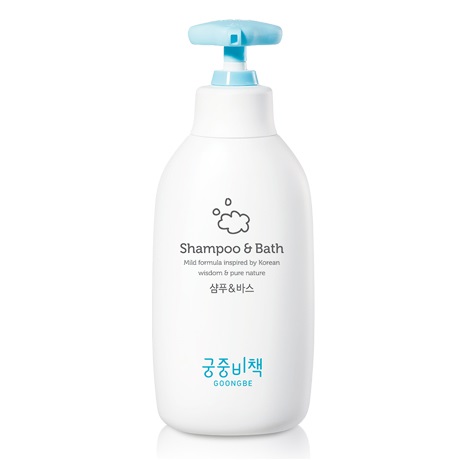 Shampoo & Bath
Mild formula inspired by Korean
wisdom & pure nature
샴푸&바스
궁중비책
GOONGBE